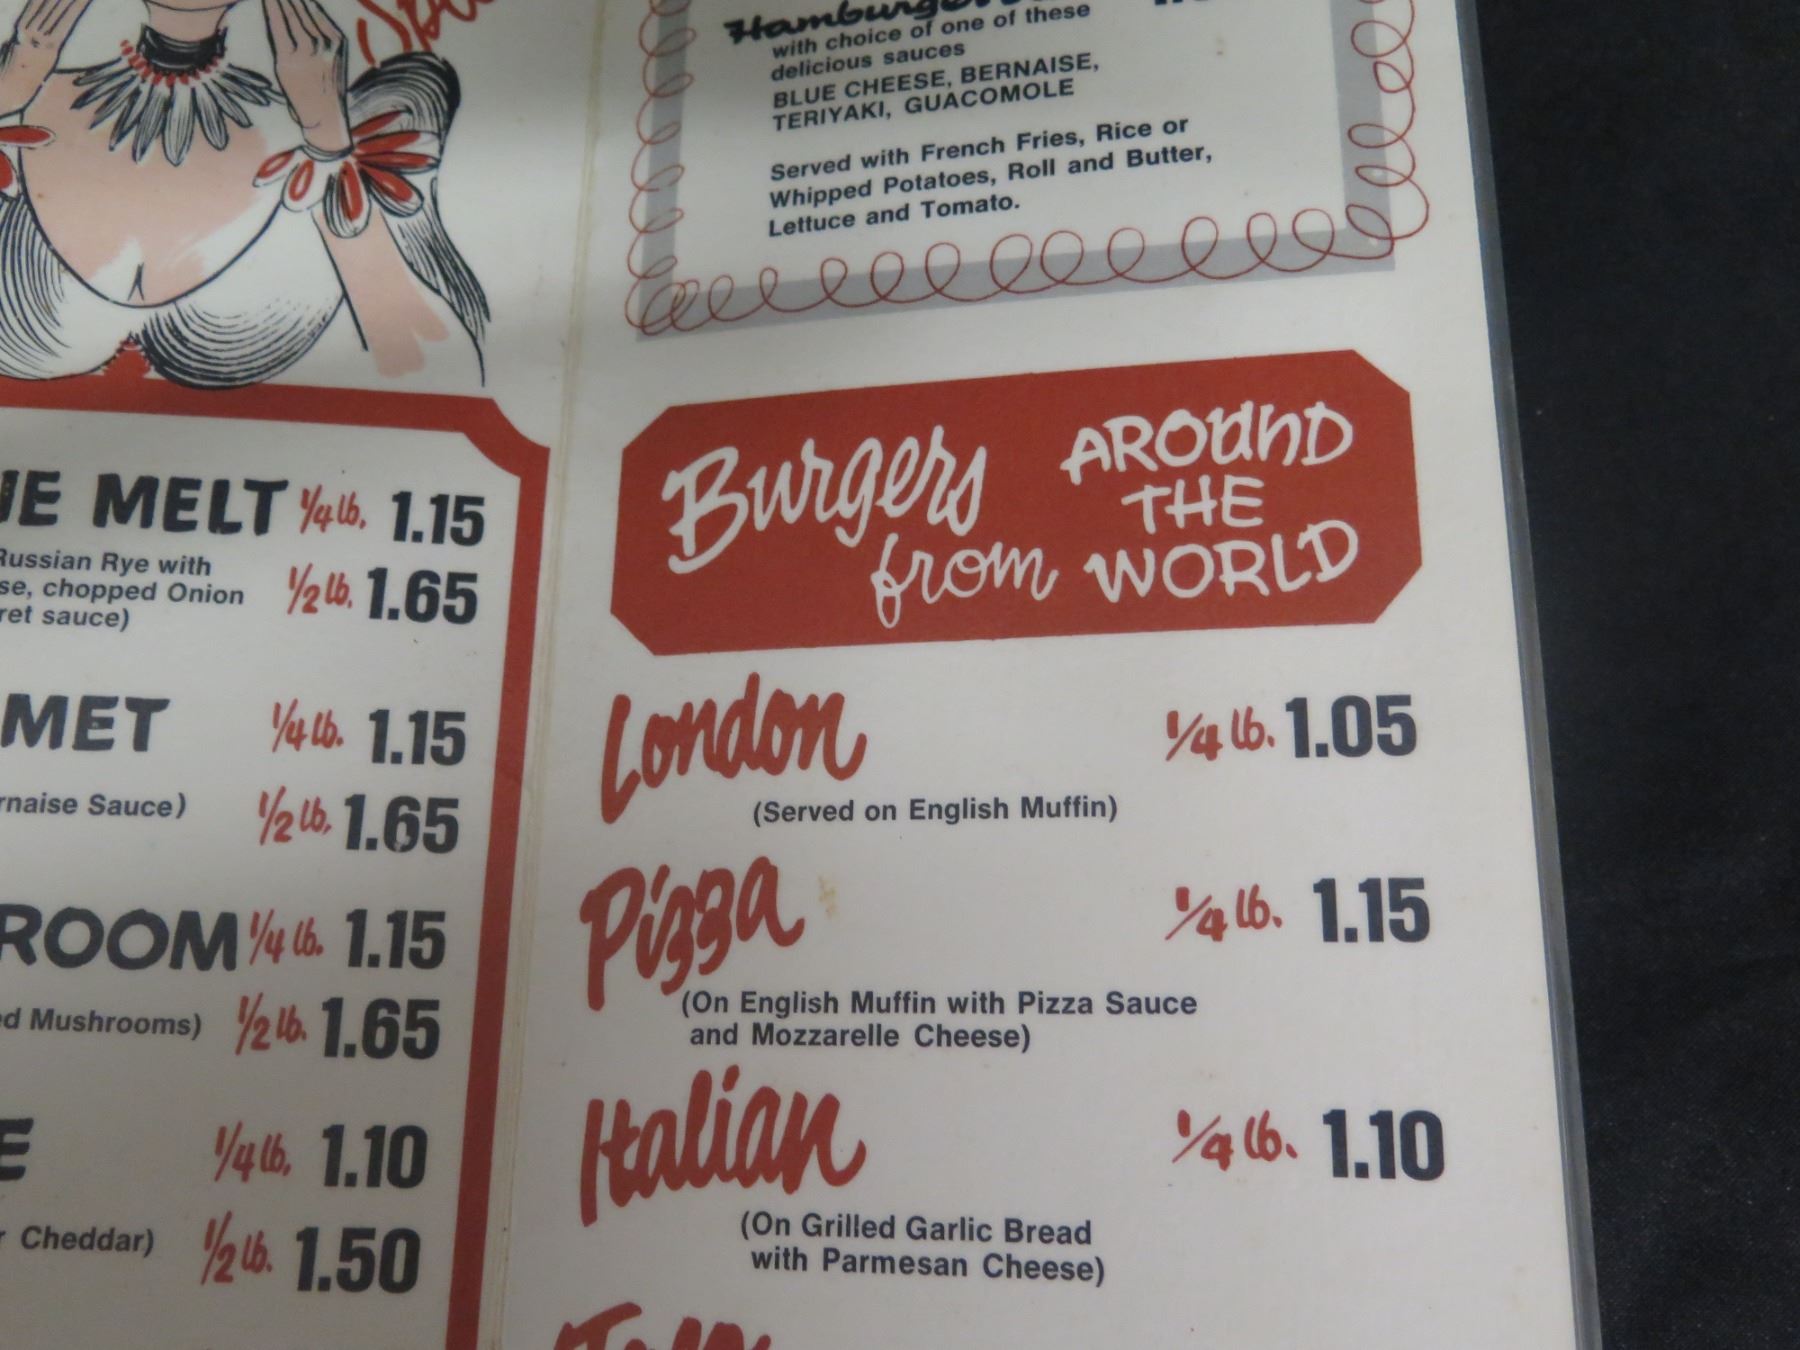 with choice of one of these
delicious sauces
BLUE CHEESE, BERNAISE,
TERIYAKI, GUACOMOLE
Served with French Fries, Rice or
Whipped Potatoes, Roll and Butter,
Lettuce and Tomato.
MELT 1/4 lb. 1.15
Russian Rye with
chopped Onion
sauce)
1/2 lb. 1.65
1/4 lb. 1.15
Sauce)
1/2 lb. 1.65
1/4 lb. 1.15
Mushrooms)
1/2 lb. 1.65
1/4 lb. 1.10
Cheddar)
1/2 lb. 1.50
Burgers from AROUND
THE
WORLD
London 1/4 lb. 1.05
(Served on English Muffin)
Pizza 1/4 lb. 1.15
(On English Muffin with Pizza Sauce
and Mozzarelle Cheese)
Italian 1/4 lb. 1.10
(On Grilled Garlic Bread
with Parmesan Cheese)